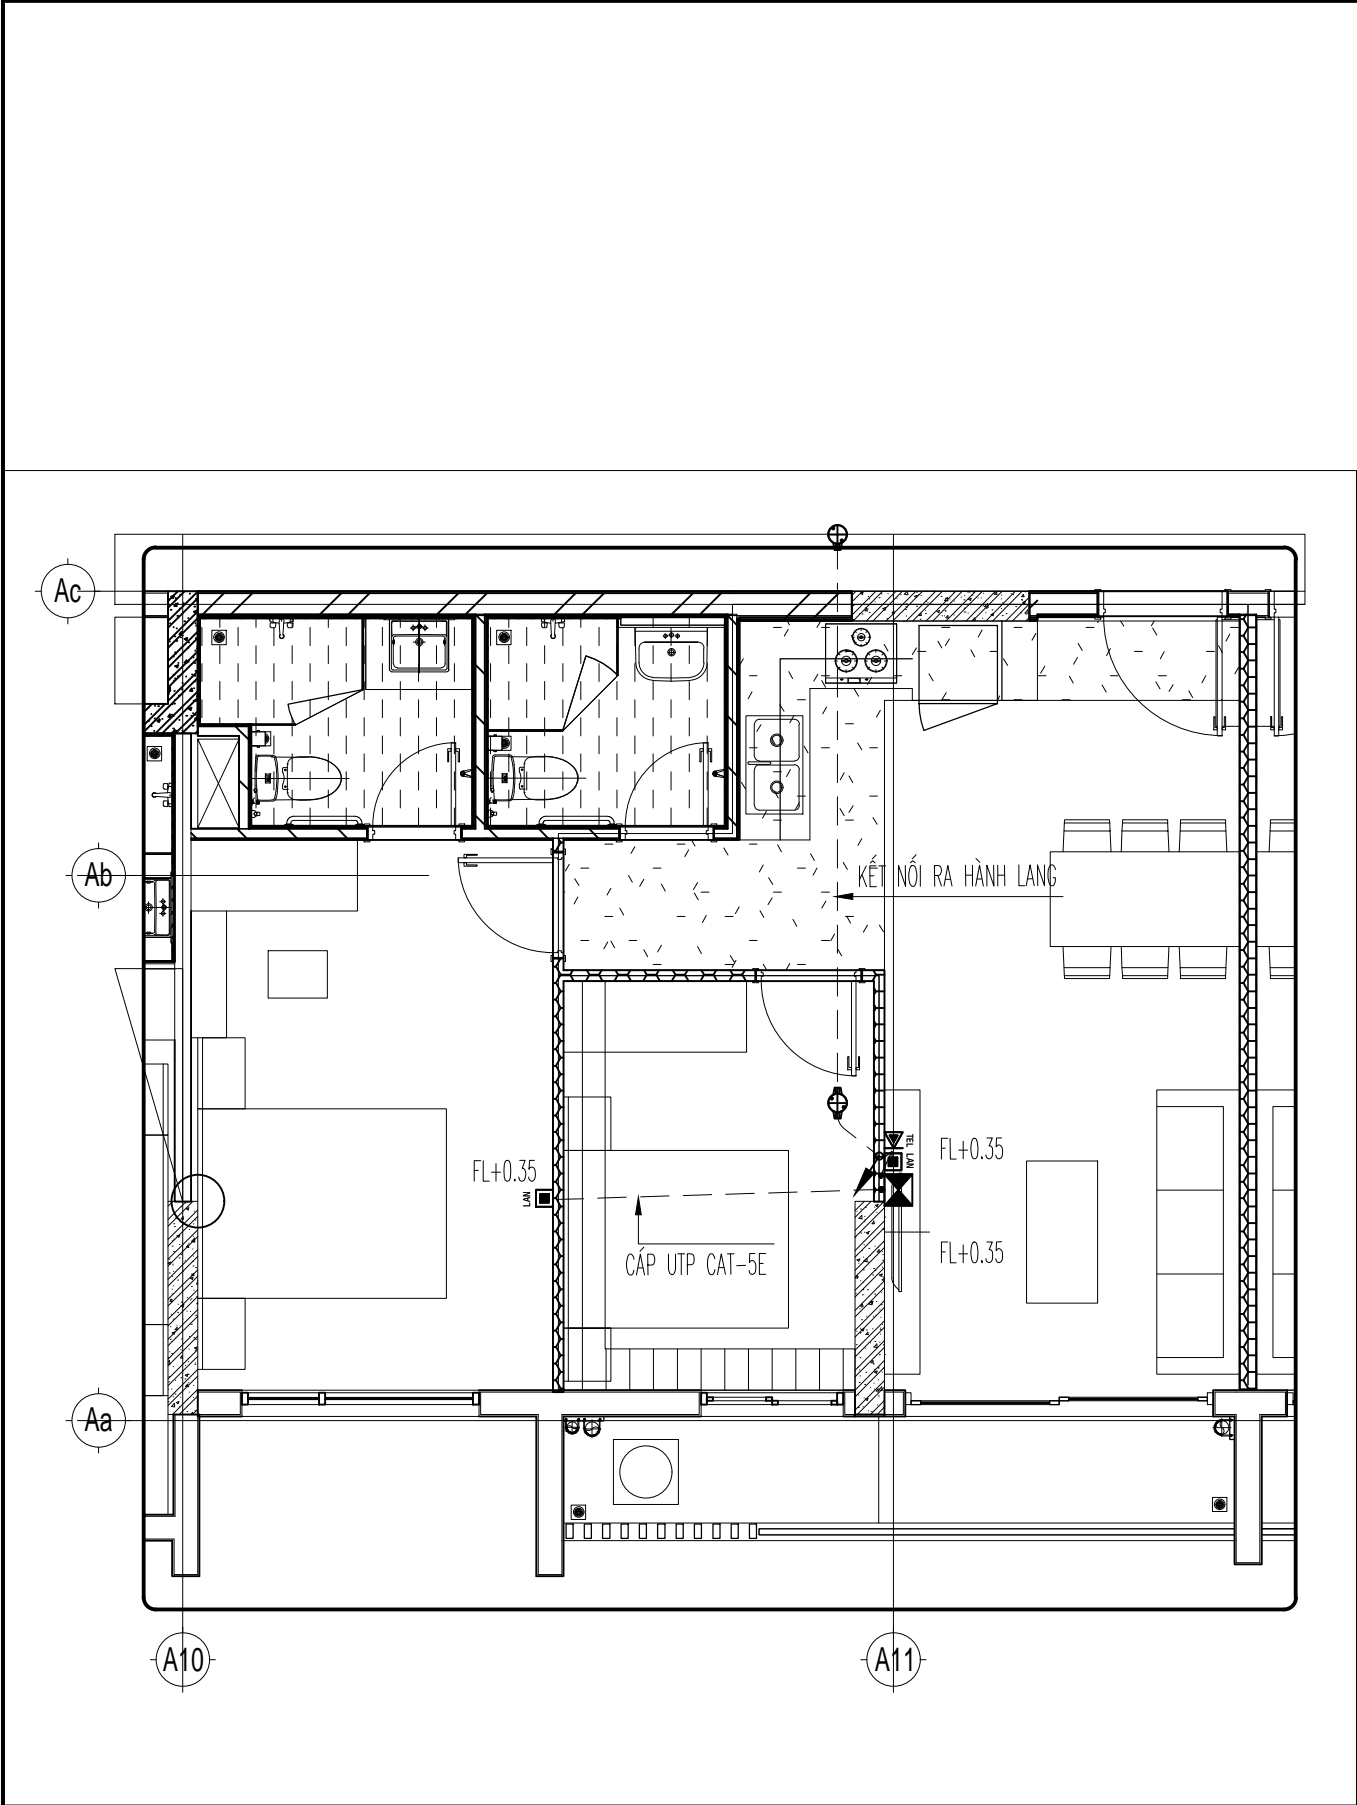 Ac
Ab
KẾT NỐI RA HÀNH LANG
TEL
LAN
FL+0.35
FL+0.35
LAN
FL+0.35
CÁP UTP CAT-5E
Aa
A10
A11